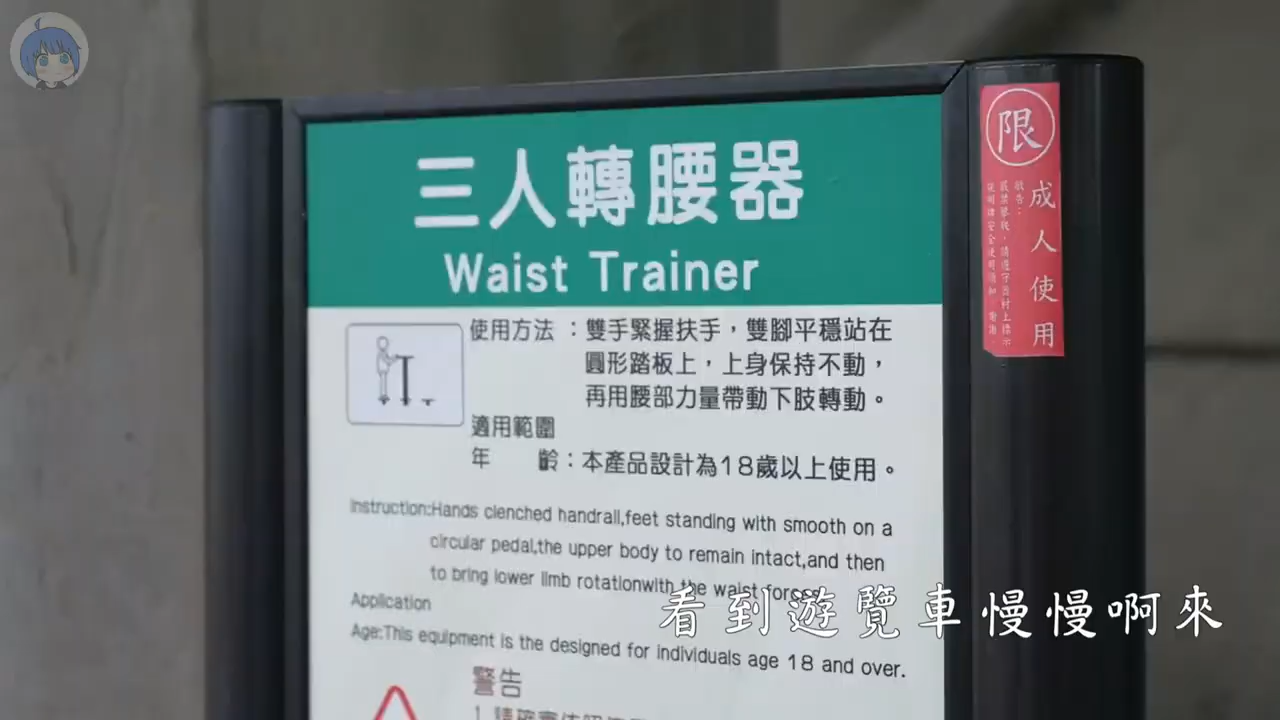 三人轉腰器
Waist Trainer
使用方法：雙手緊握扶手，雙腳平穩站在
圓形踏板上，上身保持不動，
再用腰部力量帶動下肢轉動。
適用範圍
年　　齡：本產品設計為18歲以上使用。
Instruction:Hands clenched handrail,feet standing with smooth on a
circular pedal,the upper body to remain intact,and then
to bring lower limb rotationwith the waist forces
Application
Age:This equipment is the designed for individuals age 18 and over.
警告
限
成人使用
敬告：
看到遊覽車慢慢啊來